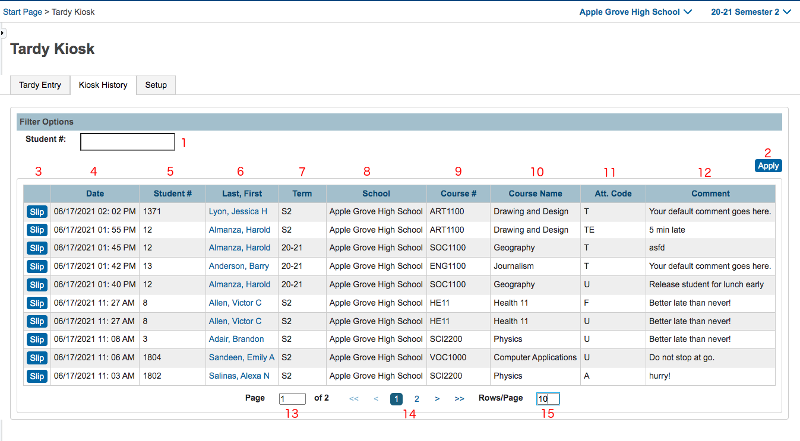 Start Page > Tardy Kiosk Apple Grove High School 20-21 Semester 2
Tardy Kiosk
Tardy Entry Kiosk History Setup
Filter Options
Student #: 1
2
Apply
3 4 5 6 7 8 9 10 11 12
Date Student # Last, First Term School Course # Course Name Att. Code Comment
Slip 06/17/2021 02: 02 PM 1371 Lyon, Jessica H S2 Apple Grove High School ART1100 Drawing and Design T Your default comment goes here.
Slip 06/17/2021 01: 55 PM 12 Almanza, Harold S2 Apple Grove High School ART1100 Drawing and Design TE 5 min late
Slip 06/17/2021 01: 45 PM 12 Almanza, Harold 20-21 Apple Grove High School SOC1100 Geography T asfd
Slip 06/17/2021 01: 42 PM 13 Anderson, Barry 20-21 Apple Grove High School ENG1100 Journalism T Your default comment goes here.
Slip 06/17/2021 01: 40 PM 12 Almanza, Harold 20-21 Apple Grove High School SOC1100 Geography U Release student for lunch early
Slip 06/17/2021 11: 27 AM 8 Allen, Victor C S2 Apple Grove High School HE11 Health 11 F Better late than never!
Slip 06/17/2021 11: 27 AM 8 Allen, Victor C S2 Apple Grove High School HE11 Health 11 U Better late than never!
Slip 06/17/2021 11: 08 AM 3 Adair, Brandon S2 Apple Grove High School SCI2200 Physics U Better late than never!
Slip 06/17/2021 11: 06 AM 1804 Sandeen, Emily A S2 Apple Grove High School VOC1000 Computer Applications U Do not stop at go.
Slip 06/17/2021 11: 03 AM 1802 Salinas, Alexa N S2 Apple Grove High School SCI2200 Physics A hurry!
Page 1 of 2 << < 1 2 > >> Rows/Page 10
13 14 15